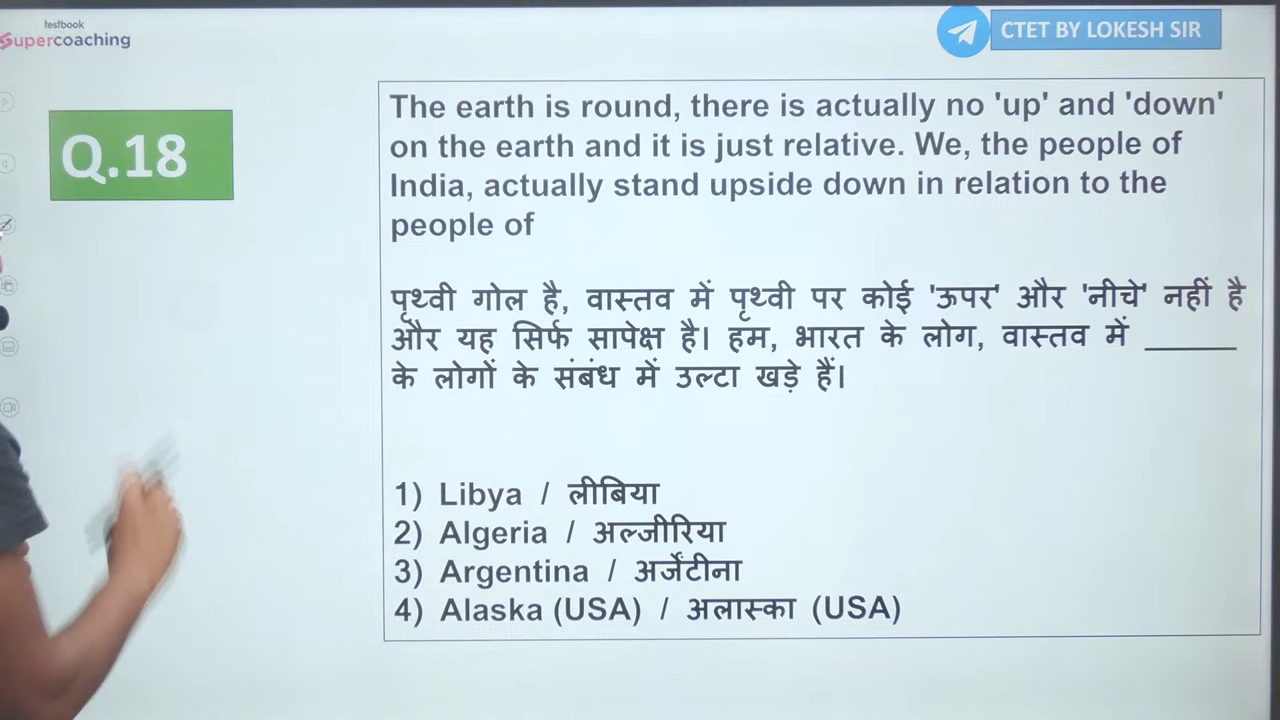 testbook
Supercoaching
CTET BY LOKESH SIR
Q.18
The earth is round, there is actually no 'up' and 'down'
on the earth and it is just relative. We, the people of
India, actually stand upside down in relation to the
people of
पृथ्वी गोल है, वास्तव में पृथ्वी पर कोई 'ऊपर' और 'नीचे' नहीं है
और यह सिर्फ सापेक्ष है। हम, भारत के लोग, वास्तव में ______
के लोगों के संबंध में उल्टा खड़े हैं।
1) Libya / लीबिया
2) Algeria / अल्जीरिया
3) Argentina / अर्जेंटीना
4) Alaska (USA) / अलास्का (USA)